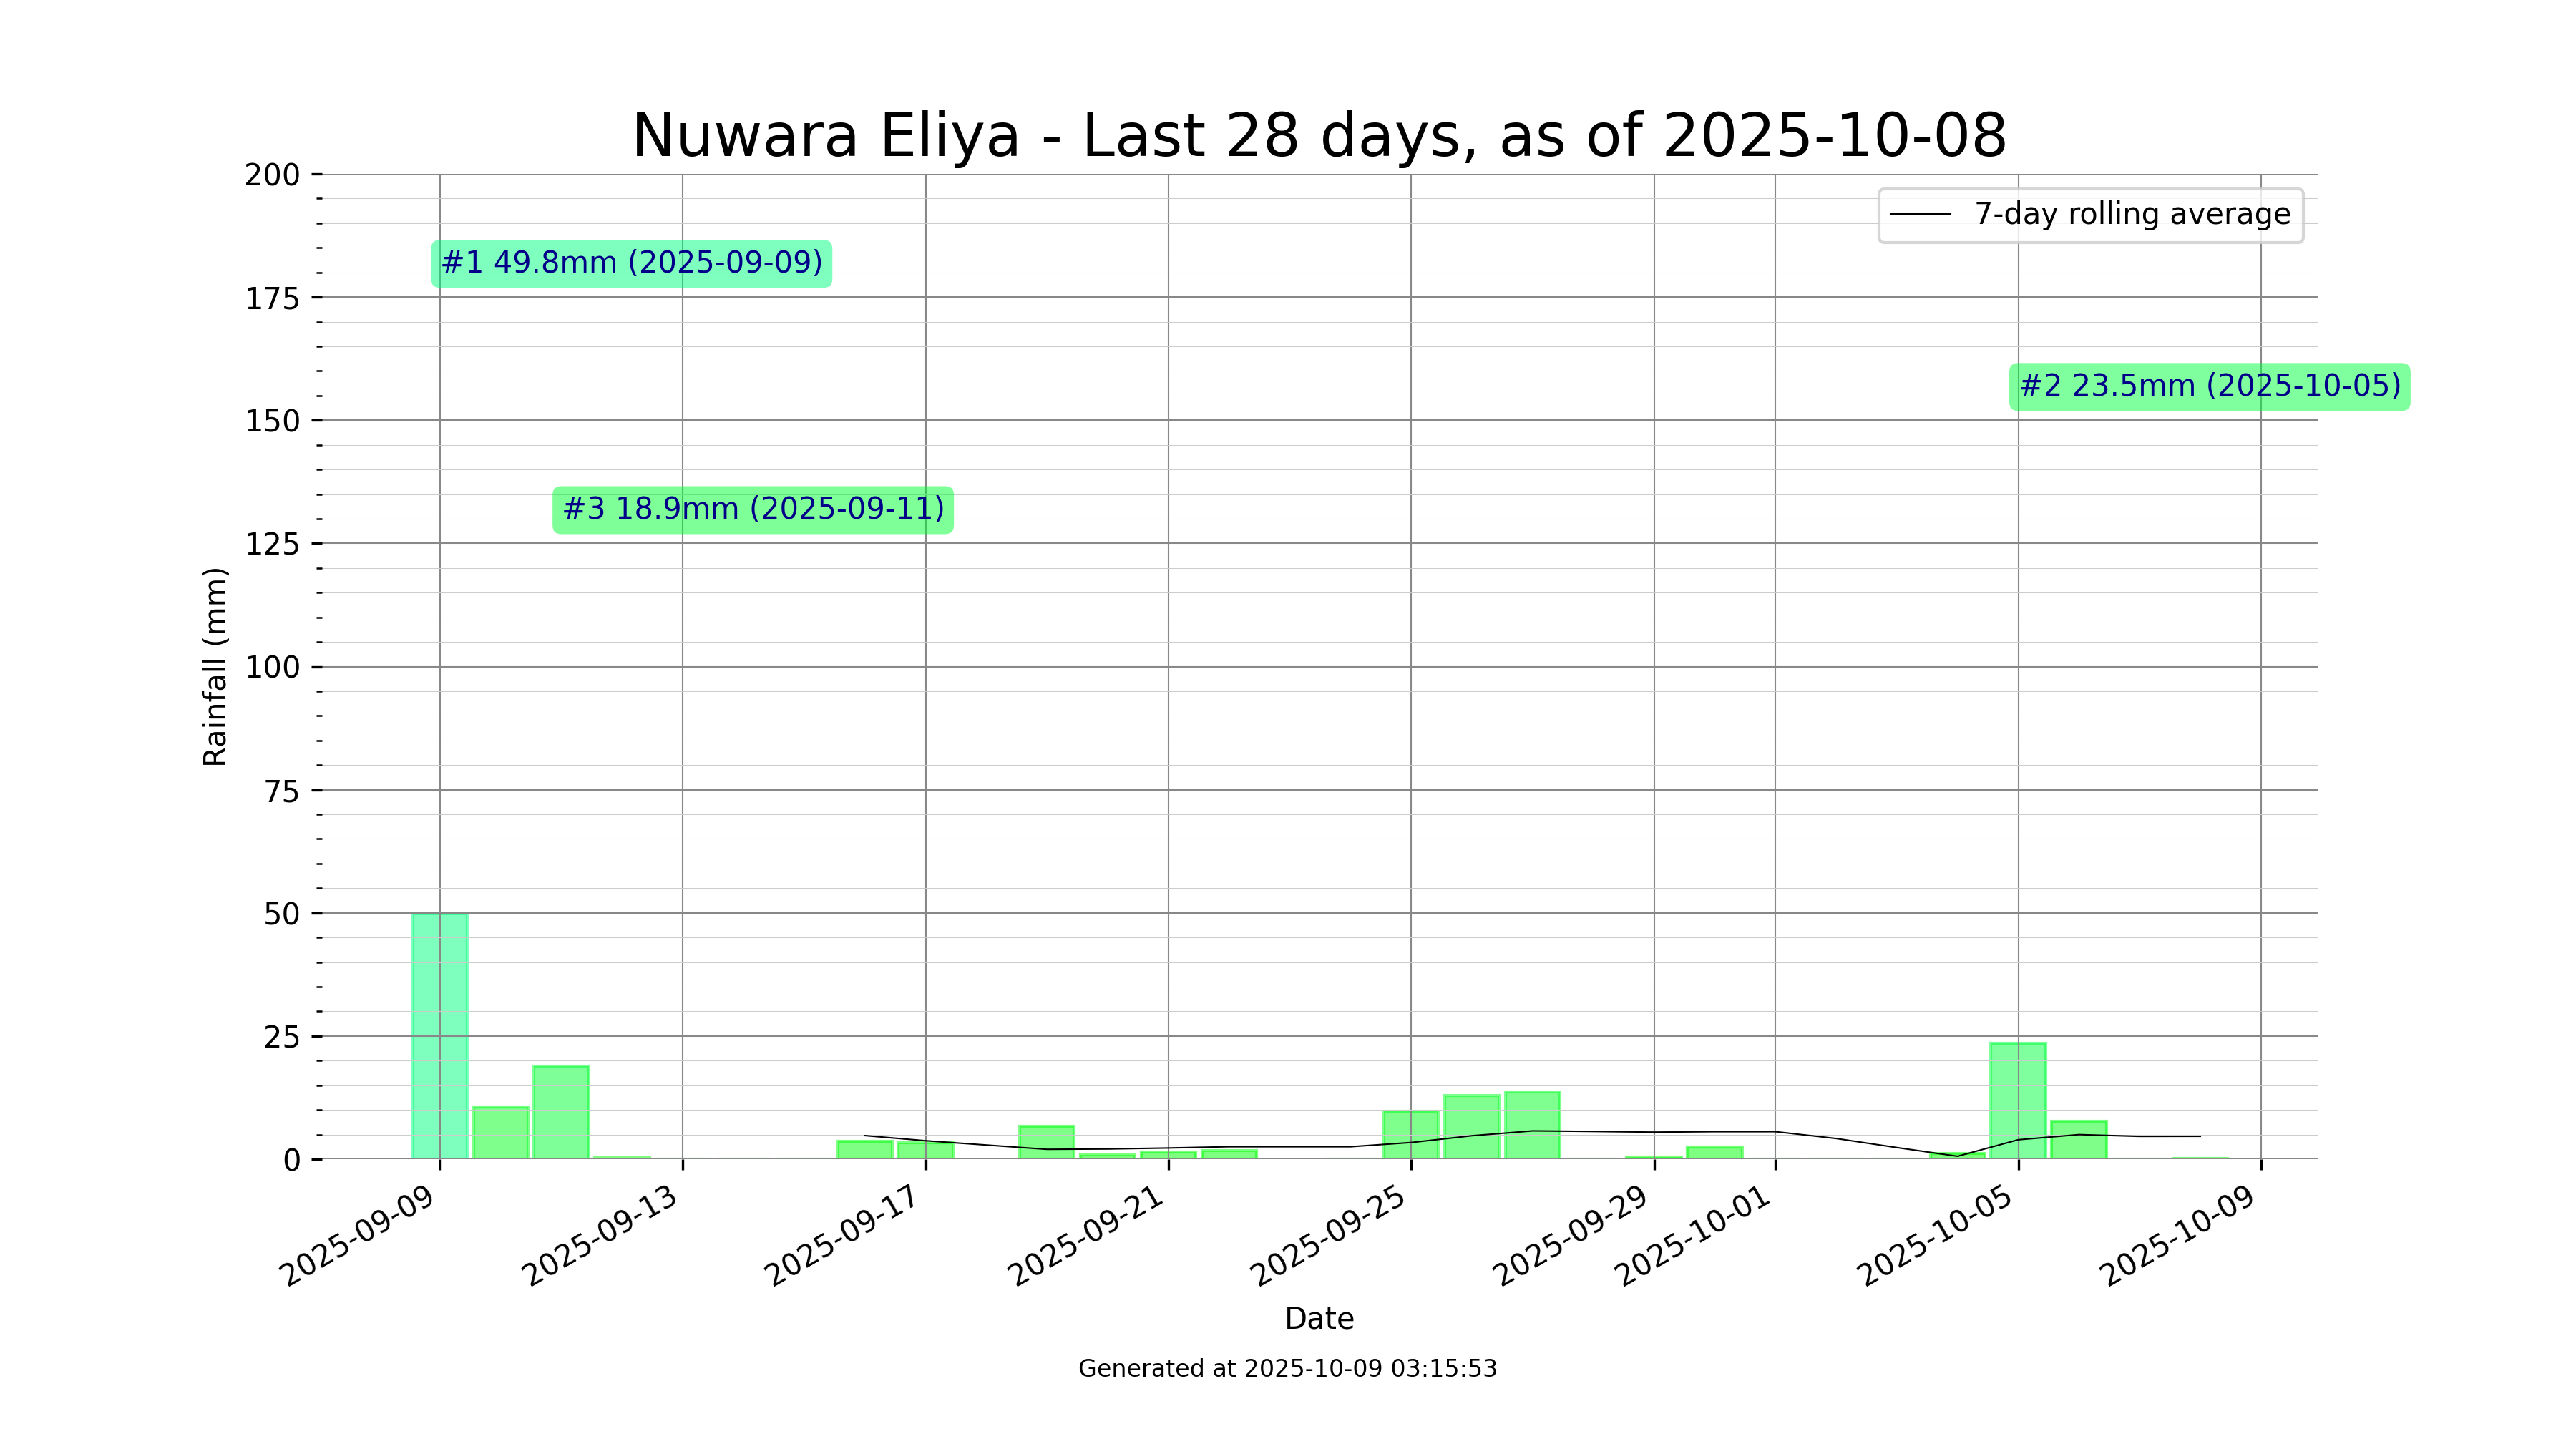 Nuwara Eliya - Last 28 days, as of 2025-10-08
7-day rolling average
#1 49.8mm (2025-09-09)
#2 23.5mm (2025-10-05)
#3 18.9mm (2025-09-11)
Rainfall (mm)
200
175
150
125
100
75
50
25
0
2025-09-09
2025-09-13
2025-09-17
2025-09-21
2025-09-25
2025-09-29
2025-10-01
2025-10-05
2025-10-09
Date
Generated at 2025-10-09 03:15:53